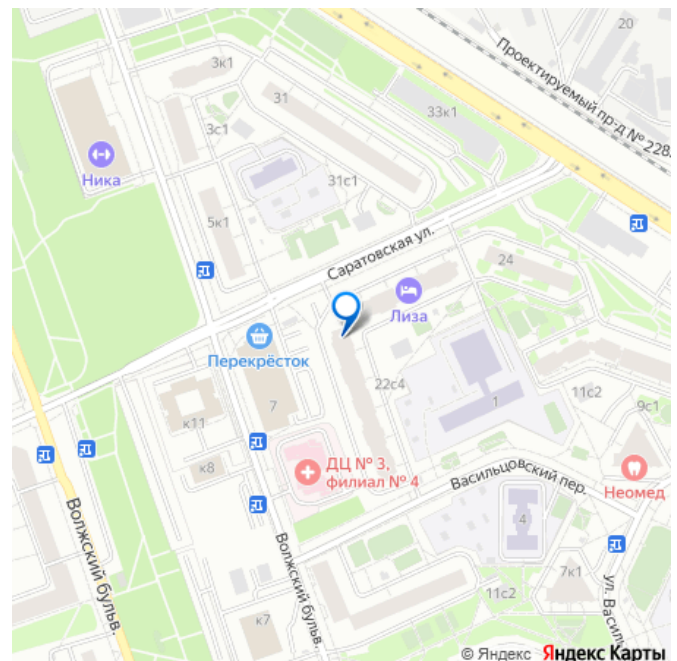 20
3к1
Проектируемый пр-д № 228
31
33к1
3с1
Ника
31с1
5к1
Саратовская ул.
24
Лиза
Перекрёсток
22с4
11с2
7
1
9с1
к11
ДЦ № 3,
филиал № 4
к8
Васильцовский пер.
Неомед
4
Волжский бульв.
Волжский бульв.
7к1
11с2
ул. Васили
к7
© Яндекс Яндекс Карты